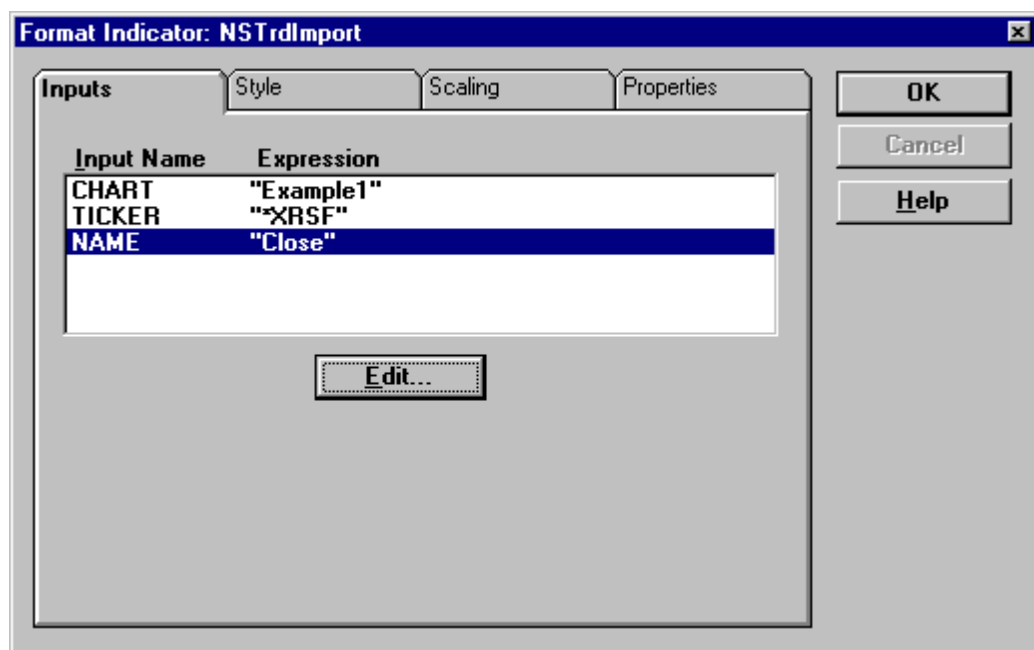 Format Indicator: NSTrdImport
Inputs Style Scaling Properties
OK
Cancel
Help
Input Name Expression
CHART "Example1"
TICKER "*XRSF"
NAME "Close"
Edit...